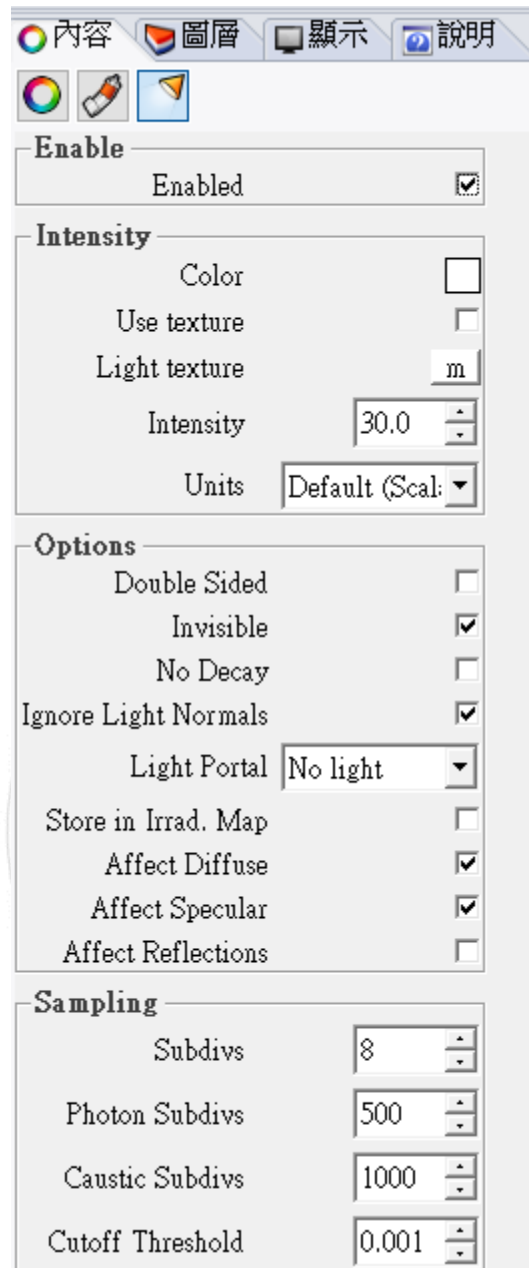 內容 圖層 顯示 說明
Enable
Enabled
Intensity
Color
Use texture
Light texture m
Intensity 30.0
Units Default (Scal
Options
Double Sided
Invisible
No Decay
Ignore Light Normals
Light Portal No light
Store in Irrad. Map
Affect Diffuse
Affect Specular
Affect Reflections
Sampling
Subdivs 8
Photon Subdivs 500
Caustic Subdivs 1000
Cutoff Threshold 0.001